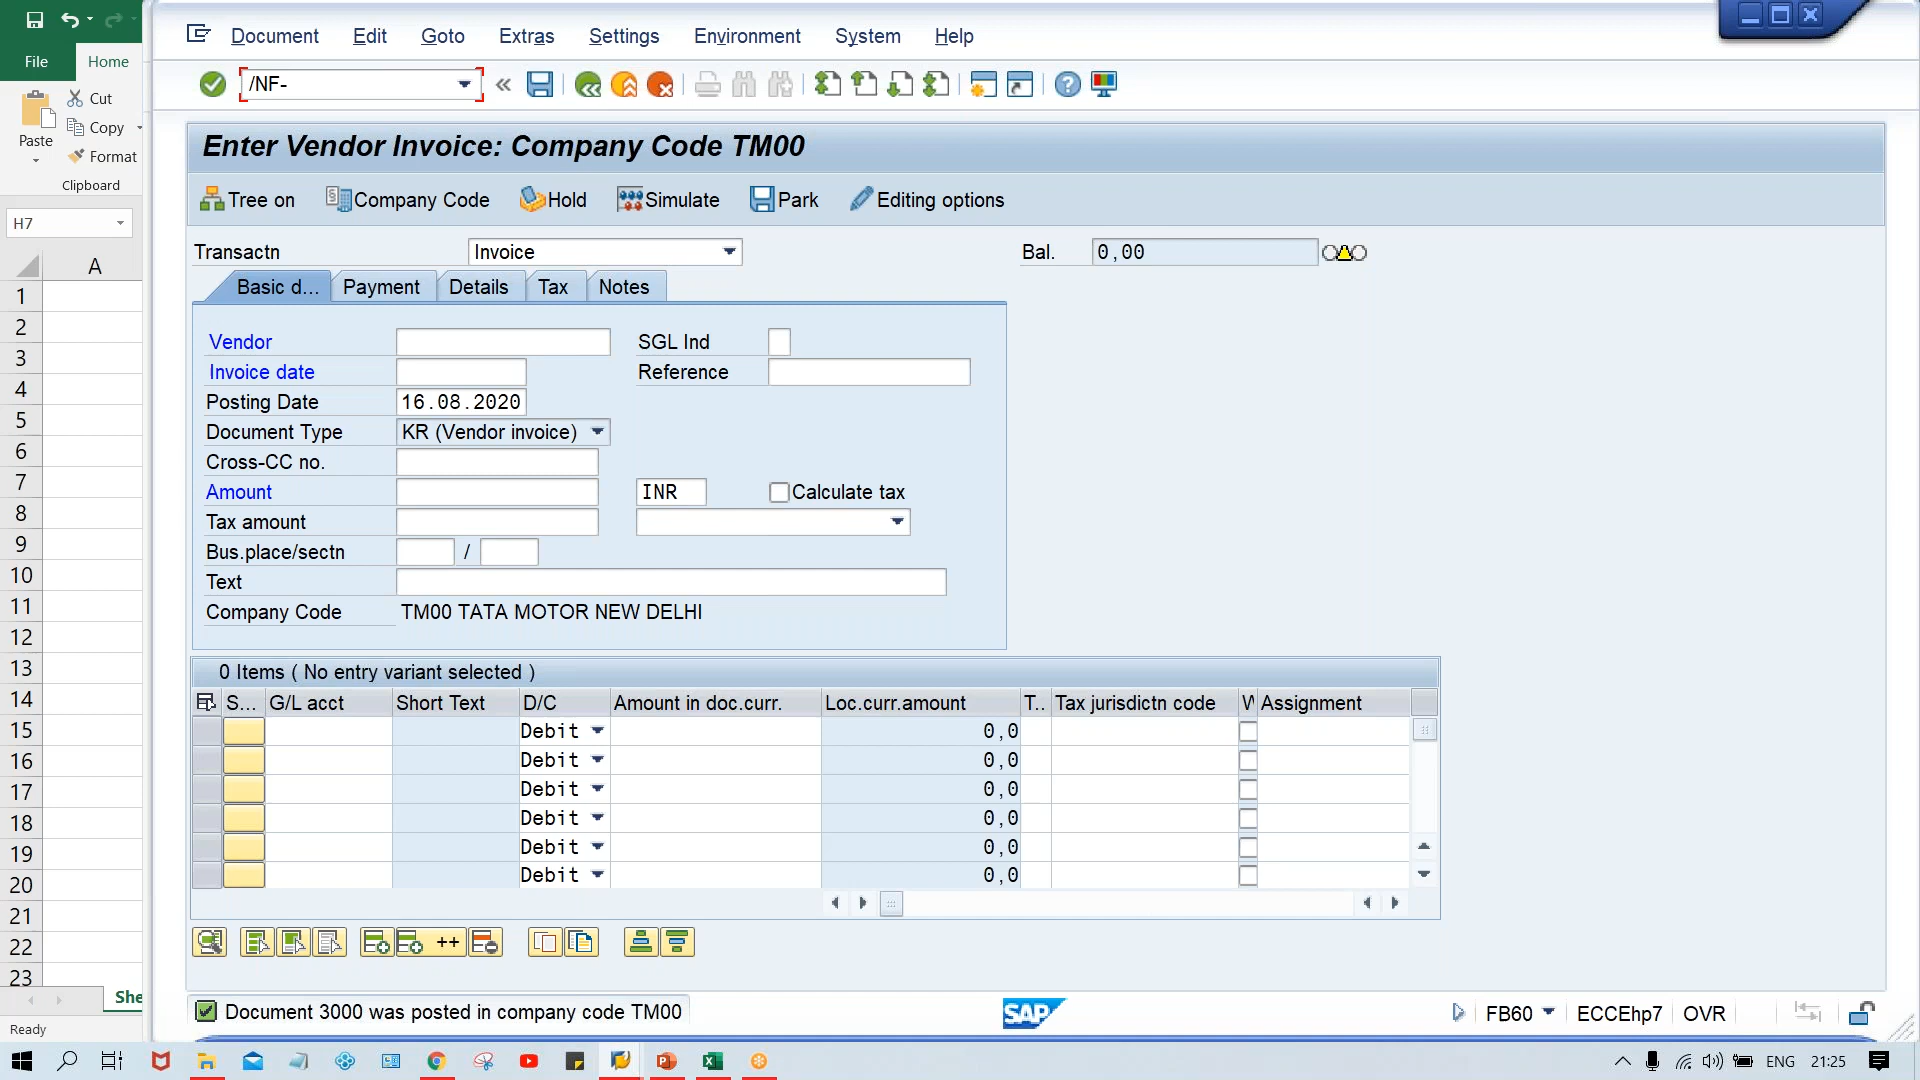 Document Edit Goto Extras Settings Environment System Help
File Home
/NF-
Cut
Copy
Paste
Format
Clipboard
Enter Vendor Invoice: Company Code TM00
Tree on Company Code Hold Simulate Park Editing options
H7
Transactn Invoice Bal. 0,00
A
Basic d... Payment Details Tax Notes
Vendor SGL Ind
Invoice date Reference
Posting Date 16.08.2020
Document Type KR (Vendor invoice)
Cross-CC no.
Amount INR Calculate tax
Tax amount
Bus.place/sectn /
Text
Company Code TM00 TATA MOTOR NEW DELHI
0 Items ( No entry variant selected )
S... G/L acct Short Text D/C Amount in doc.curr. Loc.curr.amount T.. Tax jurisdictn code W Assignment
Debit 0,0
Debit 0,0
Debit 0,0
Debit 0,0
Debit 0,0
Debit 0,0
++
1
2
3
4
5
6
7
8
9
10
11
12
13
14
15
16
17
18
19
20
21
22
23
She
Ready
Document 3000 was posted in company code TM00
SAP
FB60 ECCEhp7 OVR
ENG 21:25